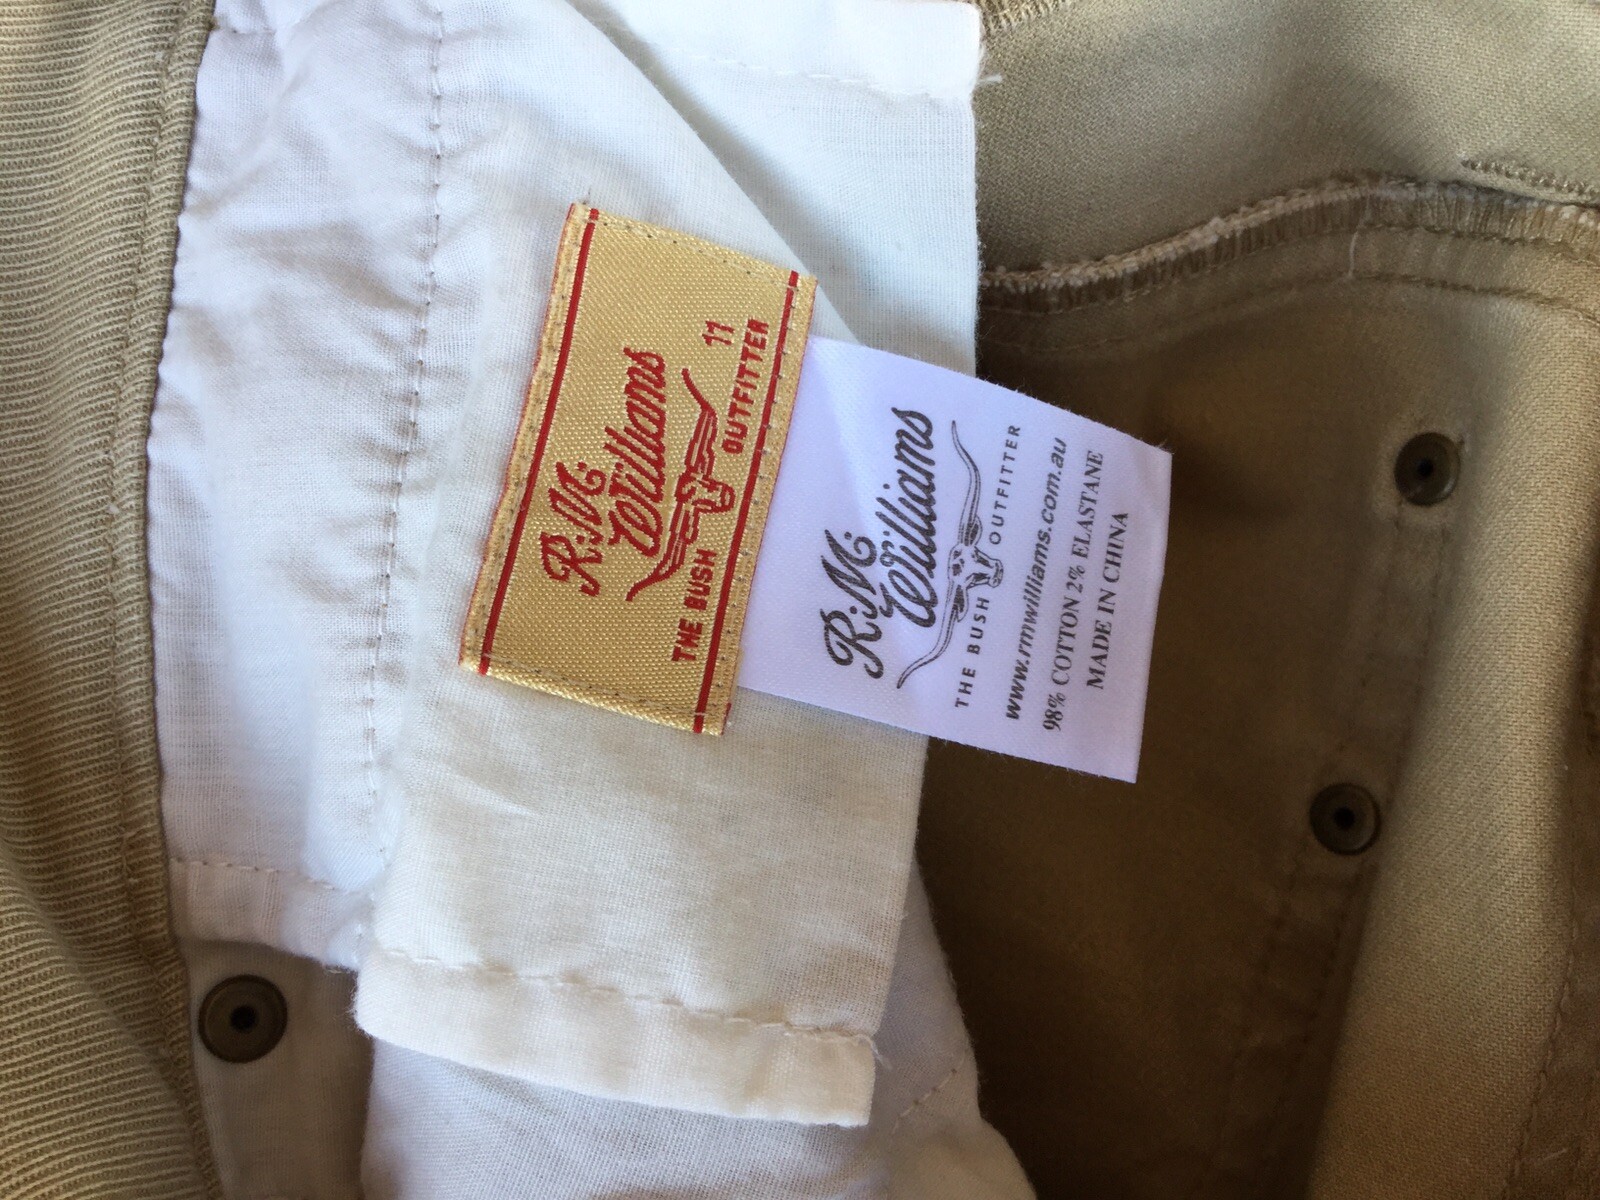 R.M.
Williams
11
THE BUSH OUTFITTER
R.M.
Williams
THE BUSH OUTFITTER
www.rmwilliams.com.au
98% COTTON 2% ELASTANE
MADE IN CHINA